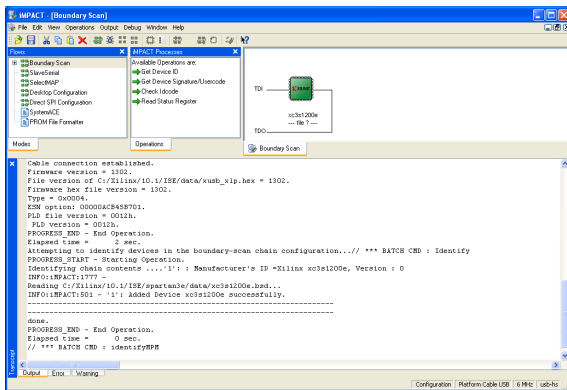 iMPACT - [Boundary Scan]
File Edit View Operations Output Debug Window Help
Flows
Boundary Scan
SlaveSerial
SelectMAP
Desktop Configuration
Direct SPI Configuration
SystemACE
PROM File Formatter
Modes
iMPACT Processes
Available Operations are:
Get Device ID
Get Device Signature/Usercode
Check Idcode
Read Status Register
Operations
TDI
XILINX
xc3s1200e
--- file ? ---
TDO
Boundary Scan
Cable connection established.
Firmware version = 1302.
File version of C:/Xilinx/10.1/ISE/data/xusb_xlp.hex = 1302.
Firmware hex file version = 1302.
Type = 0x0004.
ESN option: 00000ACB45B701.
PLD file version = 0012h.
PLD version = 0012h.
PROGRESS_END - End Operation.
Elapsed time = 2 sec.
Attempting to identify devices in the boundary-scan chain configuration...// *** BATCH CMD : Identify
PROGRESS_START - Starting Operation.
Identifying chain contents ....'1': : Manufacturer's ID =Xilinx xc3s1200e, Version : 0
INFO:iMPACT:1777 -
Reading C:/Xilinx/10.1/ISE/spartan3e/data/xc3s1200e.bsd...
INFO:iMPACT:501 - '1': Added Device xc3s1200e successfully.
----------------------------------------------------------------------
----------------------------------------------------------------------
done.
PROGRESS_END - End Operation.
Elapsed time = 0 sec.
// *** BATCH CMD : identifyMPM
Transcript
Output Error Warning
Configuration Platform Cable USB 6 MHz usb-hs